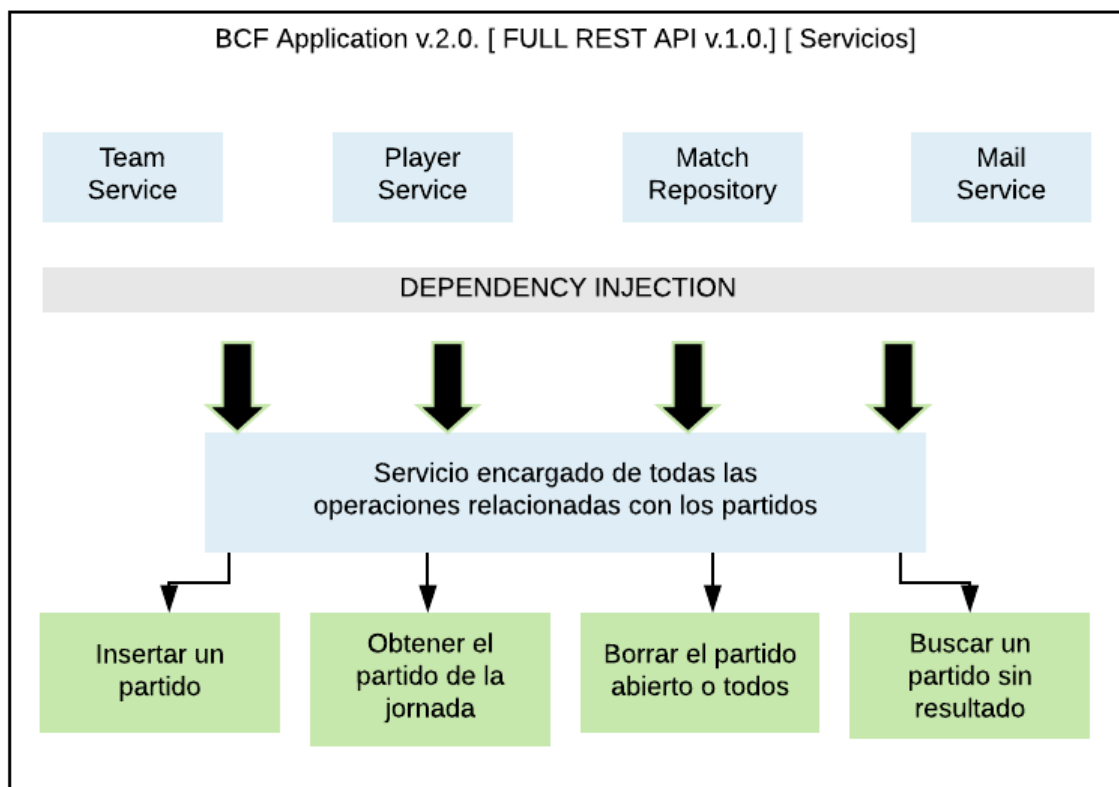 BCF Application v.2.0. [ FULL REST API v.1.0.] [ Servicios]
Team
Service
Player
Service
Match
Repository
Mail
Service
DEPENDENCY INJECTION
Servicio encargado de todas las
operaciones relacionadas con los partidos
Insertar un
partido
Obtener el
partido de la
jornada
Borrar el partido
abierto o todos
Buscar un
partido sin
resultado